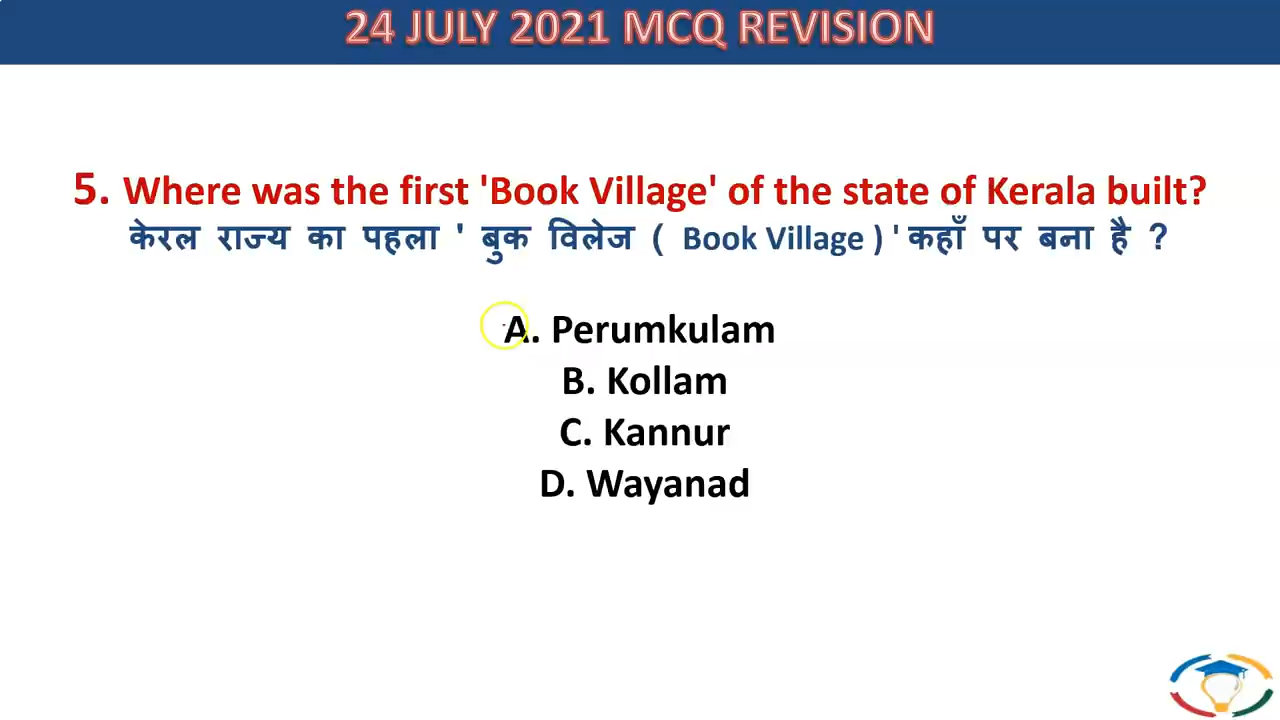 24 JULY 2021 MCQ REVISION
5. Where was the first 'Book Village' of the state of Kerala built?
केरल राज्य का पहला ' बुक विलेज ( Book Village ) ' कहाँ पर बना है ?
A. Perumkulam
B. Kollam
C. Kannur
D. Wayanad